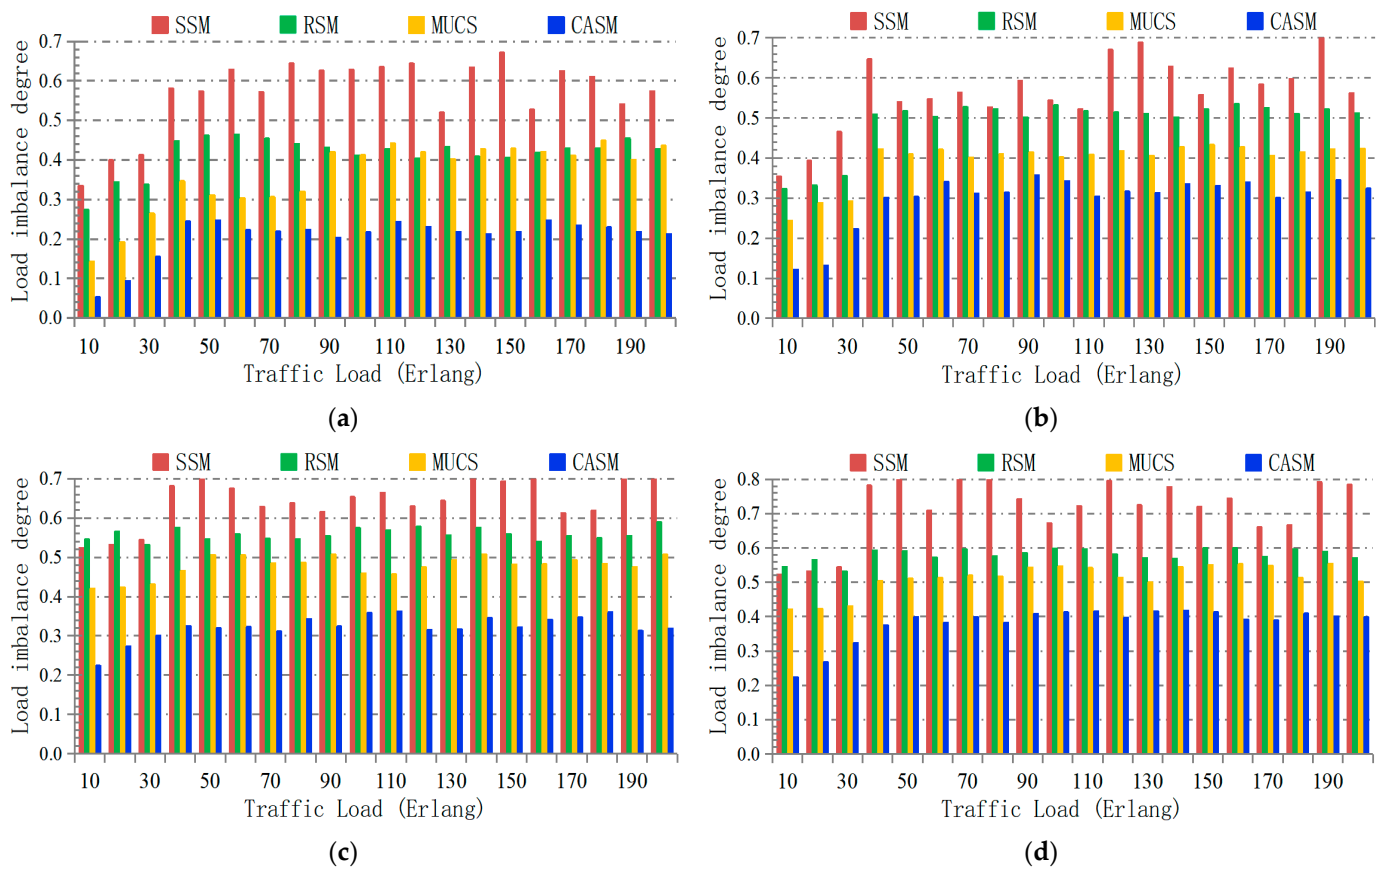 SSM RSM MUCS CASM
Load imbalance degree
0.7
0.6
0.5
0.4
0.3
0.2
0.1
0.0
10 30 50 70 90 110 130 150 170 190
Traffic Load (Erlang)
(a)
SSM RSM MUCS CASM
Load imbalance degree
0.7
0.6
0.5
0.4
0.3
0.2
0.1
0.0
10 30 50 70 90 110 130 150 170 190
Traffic Load (Erlang)
(b)
SSM RSM MUCS CASM
Load imbalance degree
0.7
0.6
0.5
0.4
0.3
0.2
0.1
0.0
10 30 50 70 90 110 130 150 170 190
Traffic Load (Erlang)
(c)
SSM RSM MUCS CASM
Load imbalance degree
0.8
0.7
0.6
0.5
0.4
0.3
0.2
0.1
0.0
10 30 50 70 90 110 130 150 170 190
Traffic Load (Erlang)
(d)